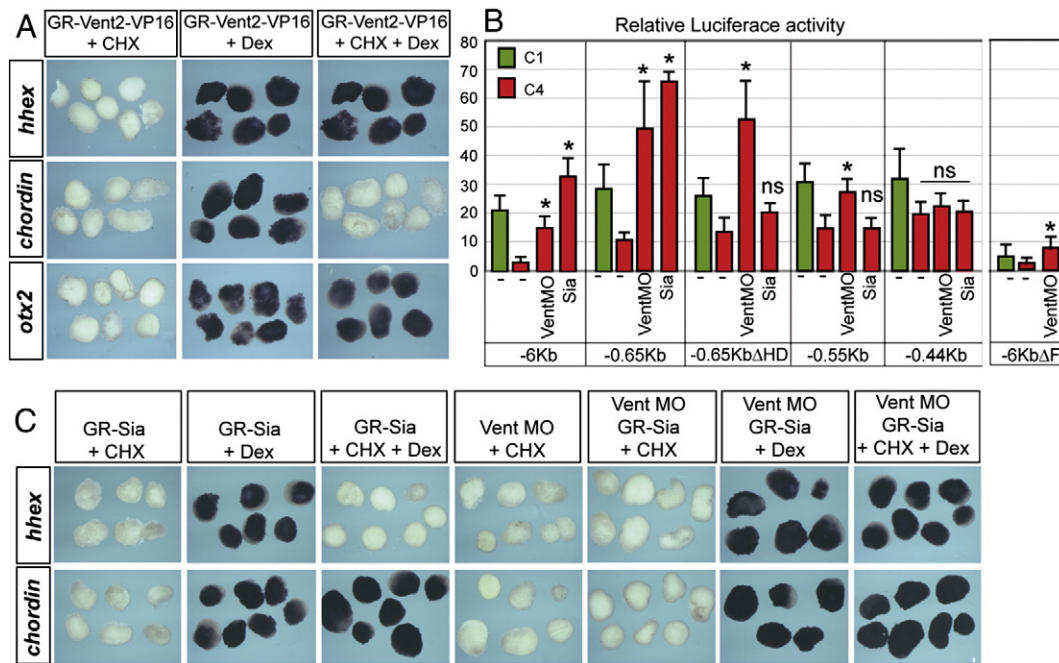 A
GR-Vent2-VP16
+ CHX
GR-Vent2-VP16
+ Dex
GR-Vent2-VP16
+ CHX + Dex
hhex
chordin
otx2
B
Relative Luciferace activity
C1
C4
80
70
60
50
40
30
20
10
0
* * * * * ns * ns ns *
- - VentMO Sia
- - VentMO Sia
- - VentMO Sia
- - VentMO Sia
- - VentMO Sia
- - VentMO
-6Kb
-0.65Kb
-0.65KbΔHD
-0.55Kb
-0.44Kb
-6KbΔF
C
GR-Sia
+ CHX
GR-Sia
+ Dex
GR-Sia
+ CHX + Dex
Vent MO
+ CHX
Vent MO
GR-Sia
+ CHX
Vent MO
GR-Sia
+ Dex
Vent MO
GR-Sia
+ CHX + Dex
hhex
chordin